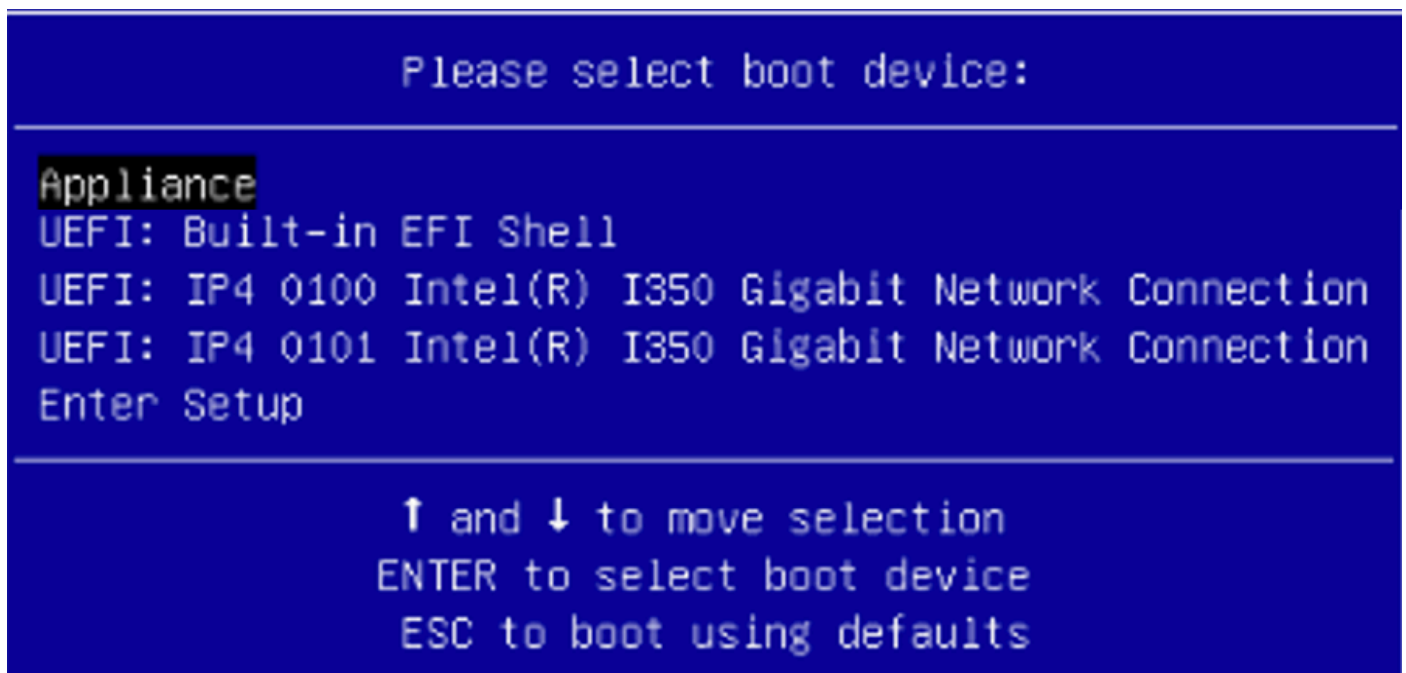 Please select boot device:
Appliance
UEFI: Built-in EFI Shell
UEFI: IP4 0100 Intel(R) I350 Gigabit Network Connection
UEFI: IP4 0101 Intel(R) I350 Gigabit Network Connection
Enter Setup
↑ and ↓ to move selection
ENTER to select boot device
ESC to boot using defaults